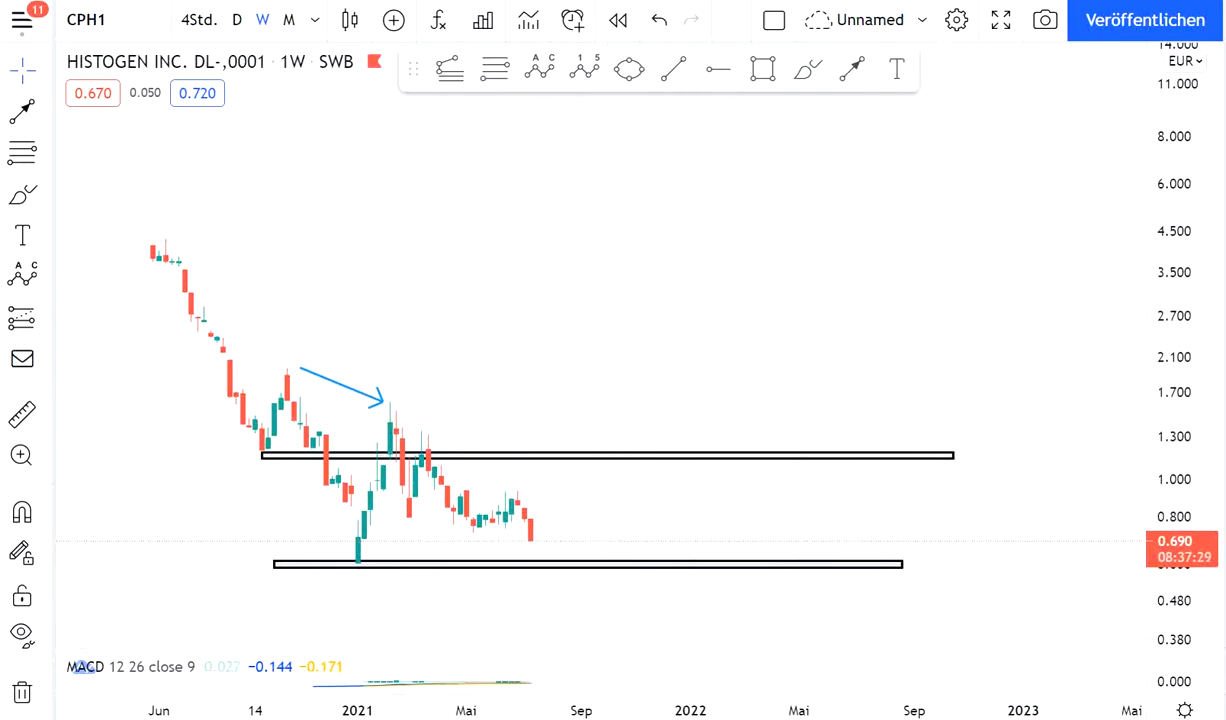 11
CPH1 4Std. D W M Unnamed Veröffentlichen
HISTOGEN INC. DL-,0001 · 1W · SWB
0.670 0.050 0.720
A C
1 5
T
T
A C
14.000
EUR
11.000
8.000
6.000
4.500
3.500
2.700
2.100
1.700
1.300
1.000
0.800
0.690
08:37:29
0.480
0.380
0.000
MACD 12 26 close 9 0.027 −0.144 −0.171
Jun 14 2021 Mai Sep 2022 Mai Sep 2023 Mai